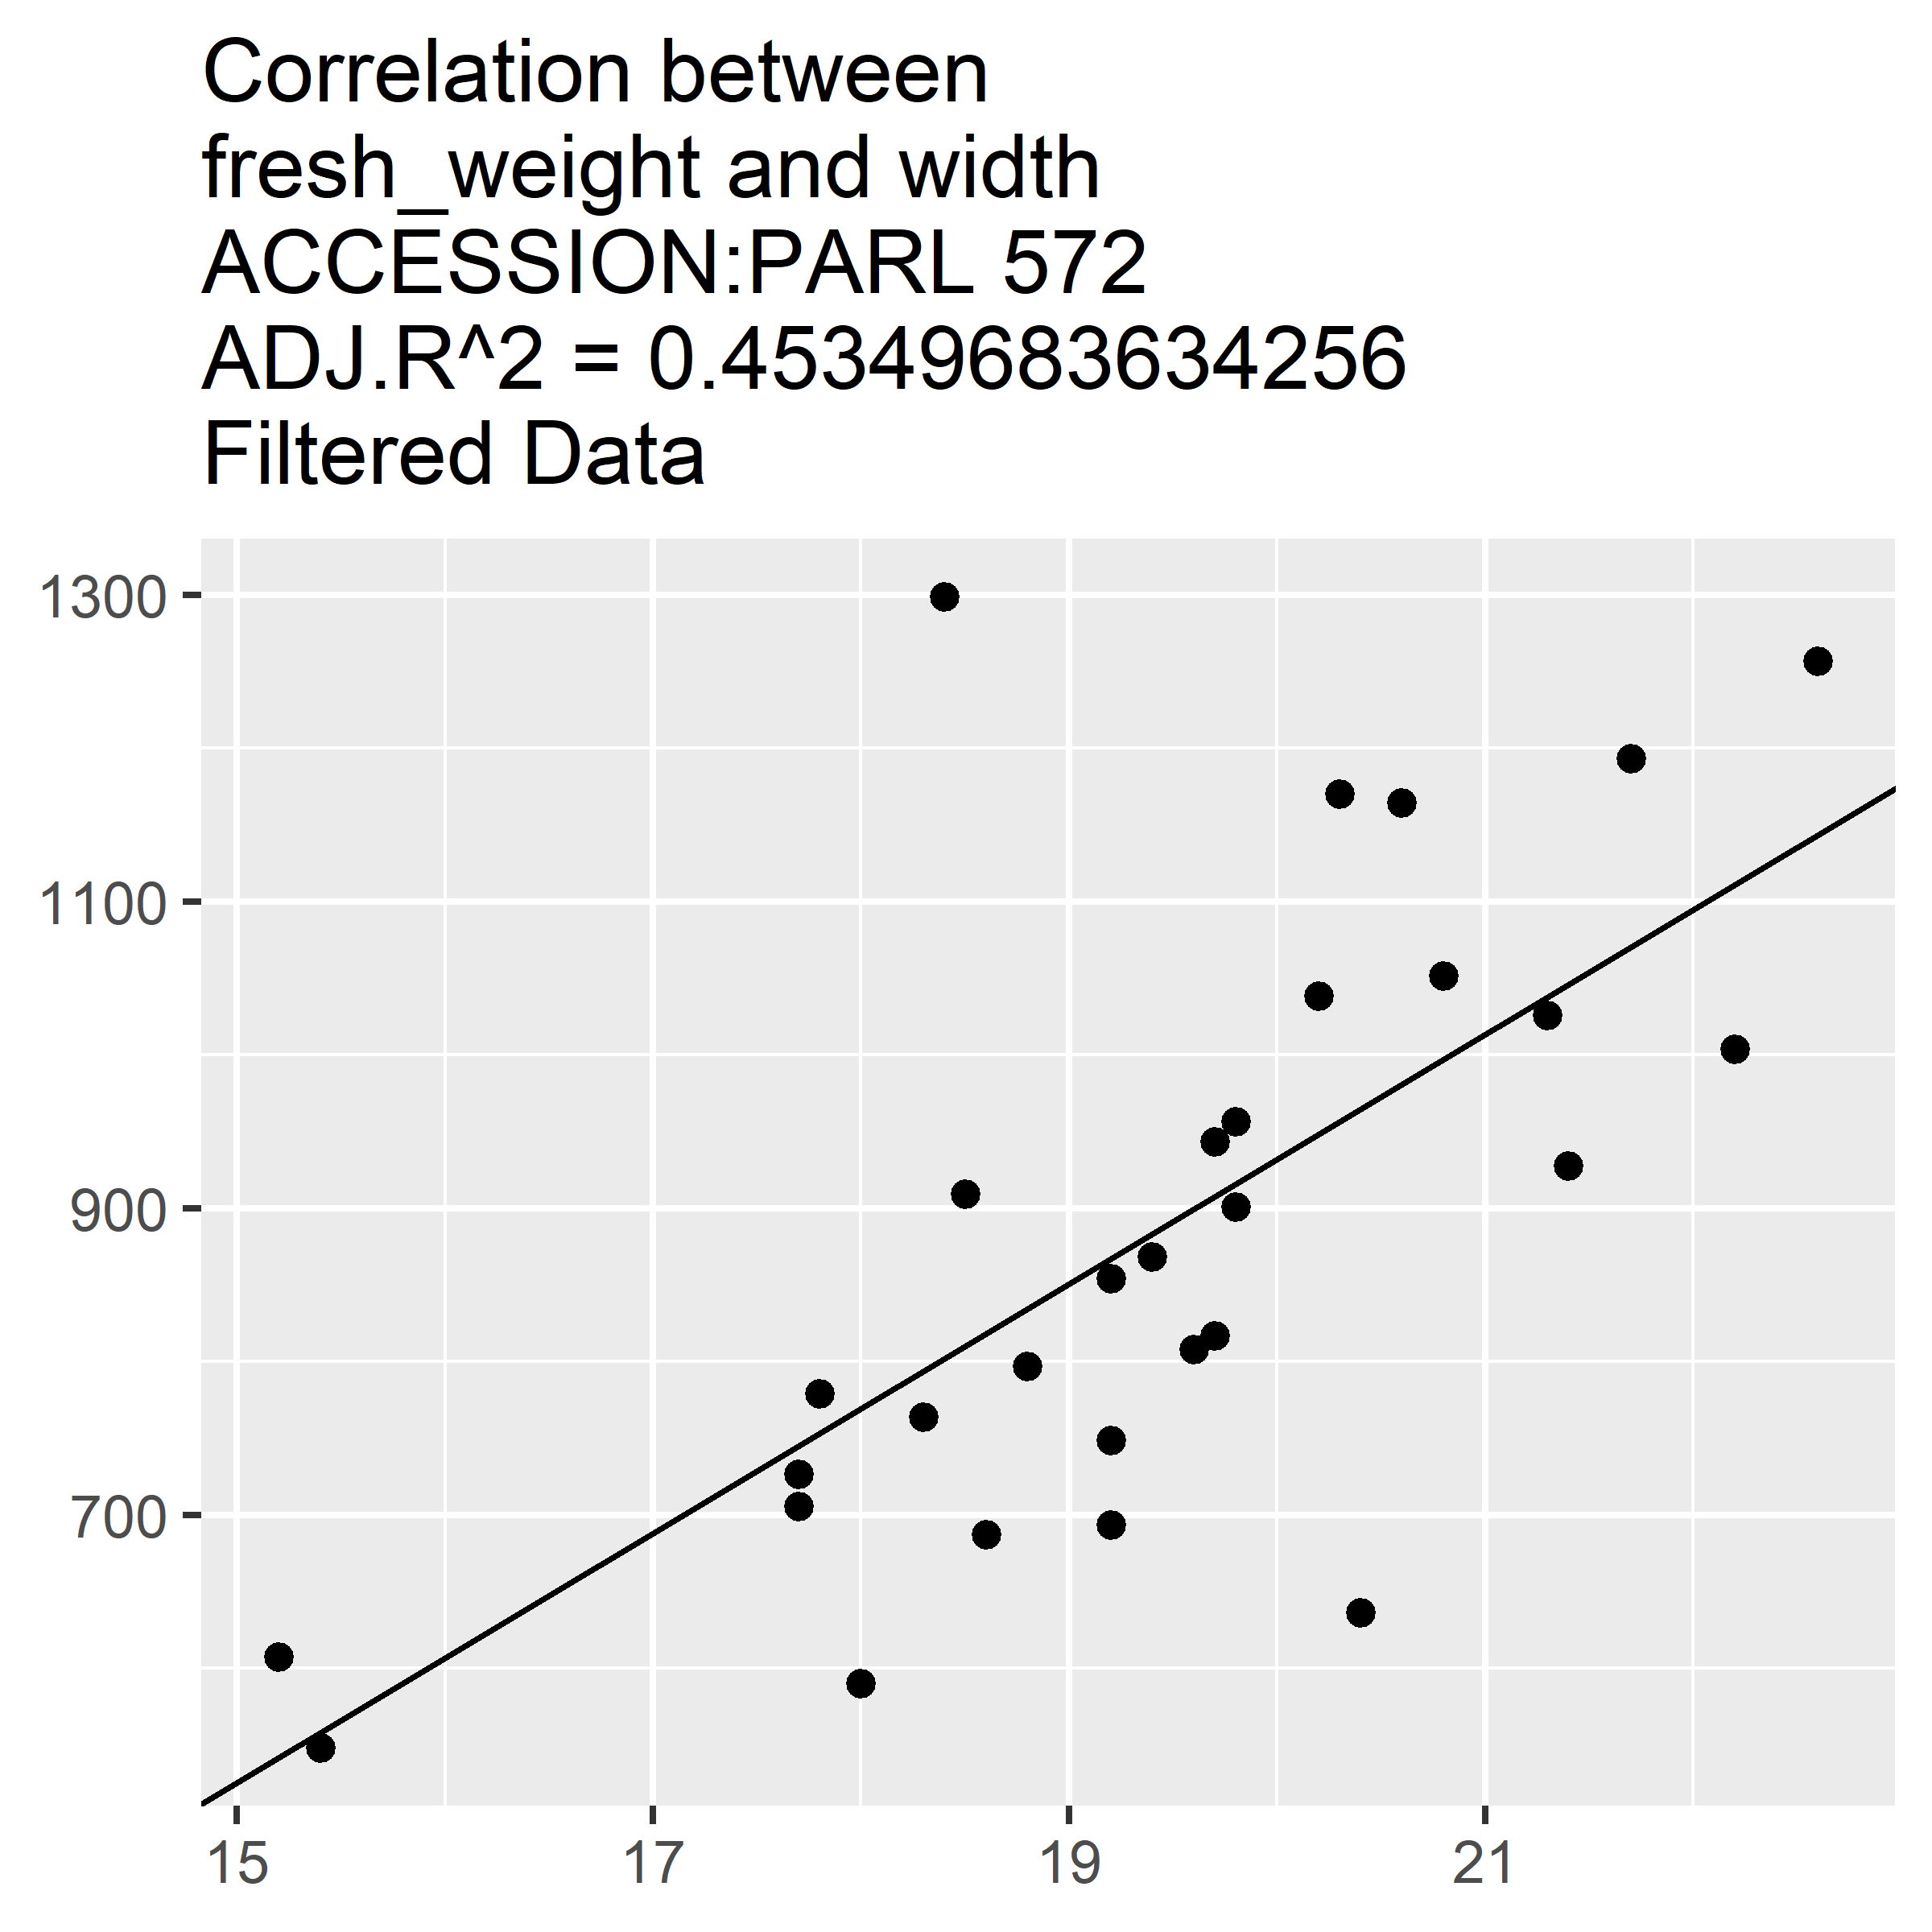 Correlation between
fresh_weight and width
ACCESSION:PARL 572
ADJ.R^2 = 0.45349683634256
Filtered Data
1300
1100
900
700
15 17 19 21